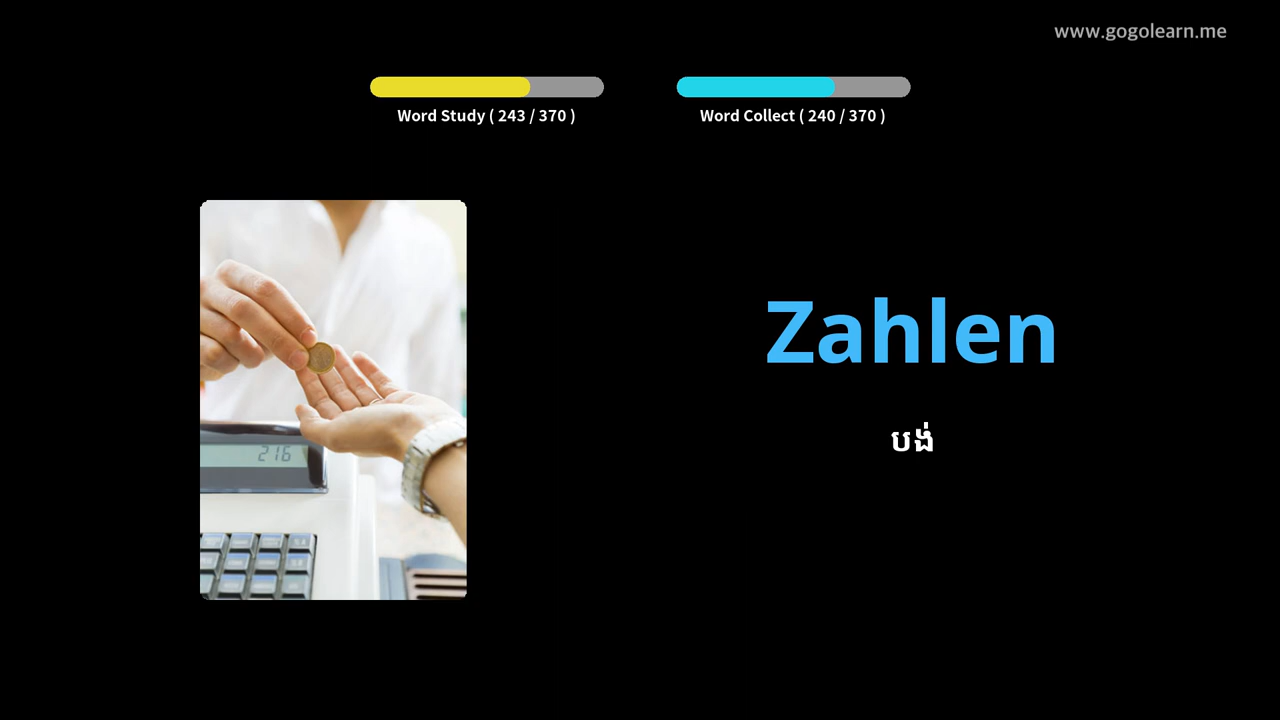 www.gogolearn.me
Word Study ( 243 / 370 )
Word Collect ( 240 / 370 )
Zahlen
216
បង់